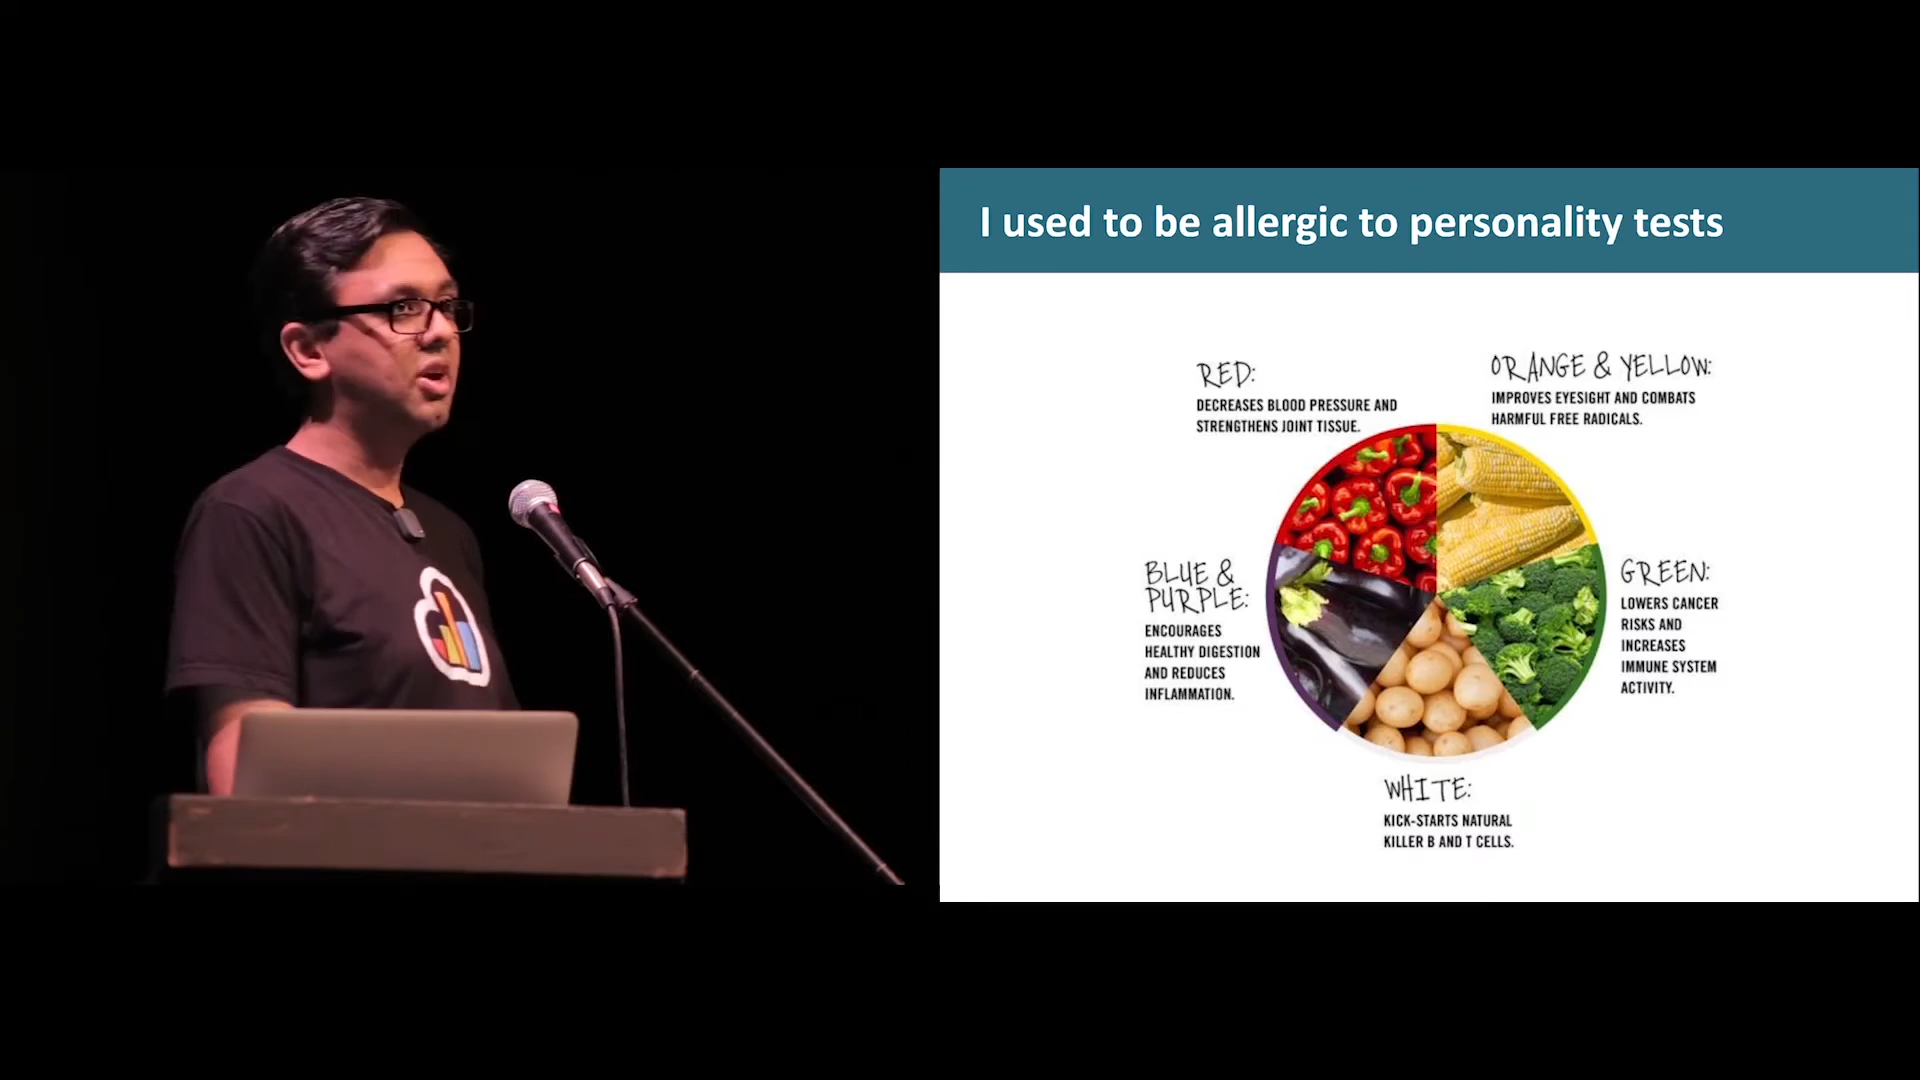 I used to be allergic to personality tests
RED:
DECREASES BLOOD PRESSURE AND
STRENGTHENS JOINT TISSUE.
ORANGE & YELLOW:
IMPROVES EYESIGHT AND COMBATS
HARMFUL FREE RADICALS.
BLUE &
PURPLE:
ENCOURAGES
HEALTHY DIGESTION
AND REDUCES
INFLAMMATION.
GREEN:
LOWERS CANCER
RISKS AND
INCREASES
IMMUNE SYSTEM
ACTIVITY.
WHITE:
KICK-STARTS NATURAL
KILLER B AND T CELLS.